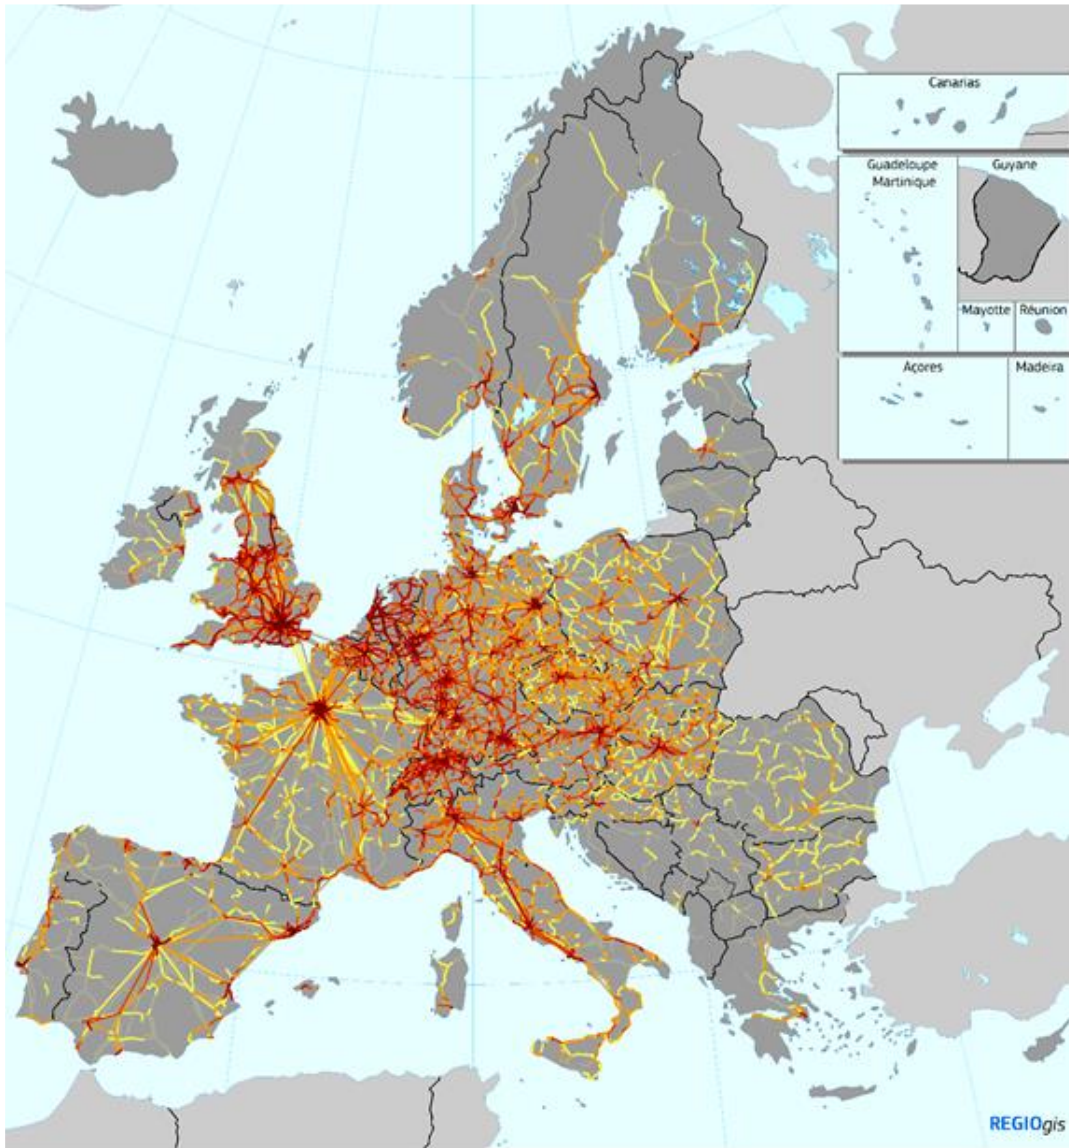 Canarias
Guadeloupe
Martinique
Guyane
Mayotte
Réunion
Açores
Madeira
REGIOgis